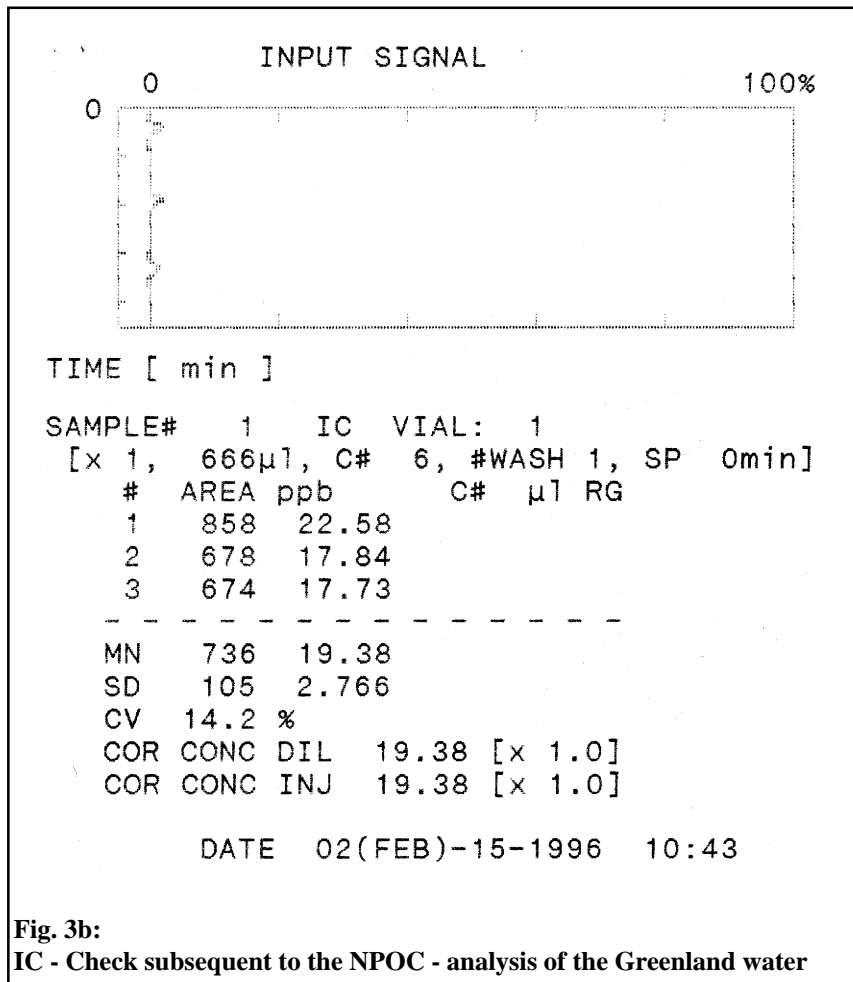 INPUT SIGNAL
0 100%
0
TIME [ min ]
SAMPLE# 1 IC VIAL: 1
[x 1, 666µl, C# 6, #WASH 1, SP 0min]
# AREA ppb C# µl RG
1 858 22.58
2 678 17.84
3 674 17.73
- - - - - - - - - - - - - -
MN 736 19.38
SD 105 2.766
CV 14.2 %
COR CONC DIL 19.38 [x 1.0]
COR CONC INJ 19.38 [x 1.0]
DATE 02(FEB)-15-1996 10:43
Fig. 3b:
IC - Check subsequent to the NPOC - analysis of the Greenland water